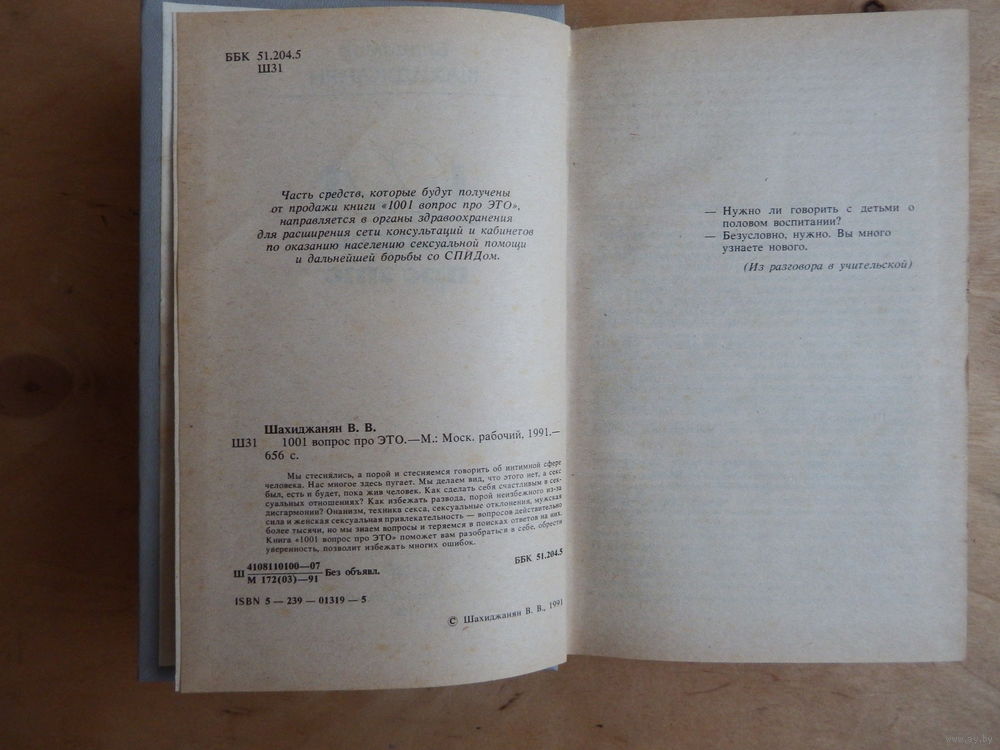 ББК 51.204.5
Ш31
Часть средств, которые будут получены
от продажи книги «1001 вопрос про ЭТО»,
направляется в органы здравоохранения
для расширения сети консультаций и кабинетов
по оказанию населению сексуальной помощи
и дальнейшей борьбы со СПИДом.
Шахиджанян В. В.
Ш31 1001 вопрос про ЭТО.—М.: Моск. рабочий, 1991.—
656 с.
Мы стеснялись, а порой и стесняемся говорить об интимной сфере
человека. Нас многое здесь пугает. Мы делаем вид, что этого нет, а секс
был, есть и будет, пока жив человек. Как сделать себя счастливым в сек-
суальных отношениях? Как избежать развода, порой неизбежного из-за
дисгармонии? Онанизм, техника секса, сексуальные отклонения, мужская
сила и женская сексуальная привлекательность — вопросов действительно
более тысячи, но мы знаем вопросы и теряемся в поисках ответов на них.
Книга «1001 вопрос про ЭТО» поможет вам разобраться в себе, обрести
уверенность, позволит избежать многих ошибок.
Ш 4108110100—07
М 172(03)—91 Без объявл.
ББК 51.204.5
ISBN 5 — 239 — 01319 — 5
© Шахиджанян В. В., 1991
— Нужно ли говорить с детьми о
половом воспитании?
— Безусловно, нужно. Вы много
узнаете нового.
(Из разговора в учительской)
www.ay.by